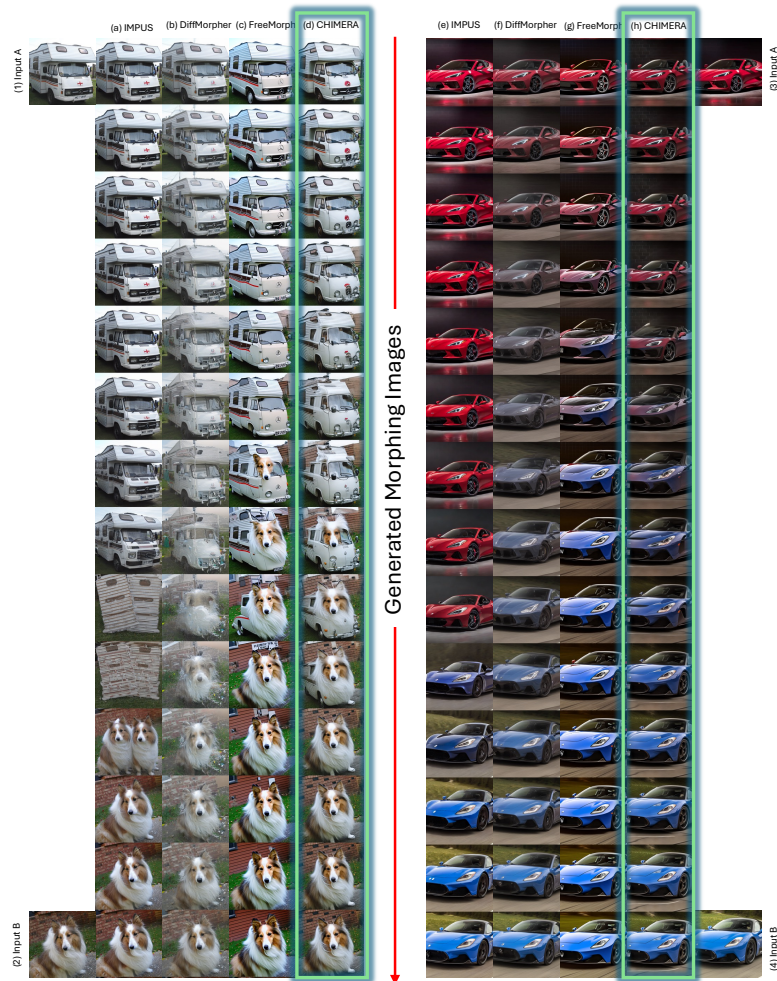 (a) IMPUS (b) DiffMorpher (c) FreeMorph (d) CHIMERA
(1) Input A
(2) Input B
Generated Morphing Images
(e) IMPUS (f) DiffMorpher (g) FreeMorph (h) CHIMERA
(3) Input A
(4) Input B